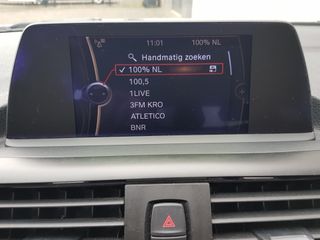 11:01 100% NL
Handmatig zoeken
100% NL
100,5
1LIVE
3FM KRO
ATLETICO
BNR